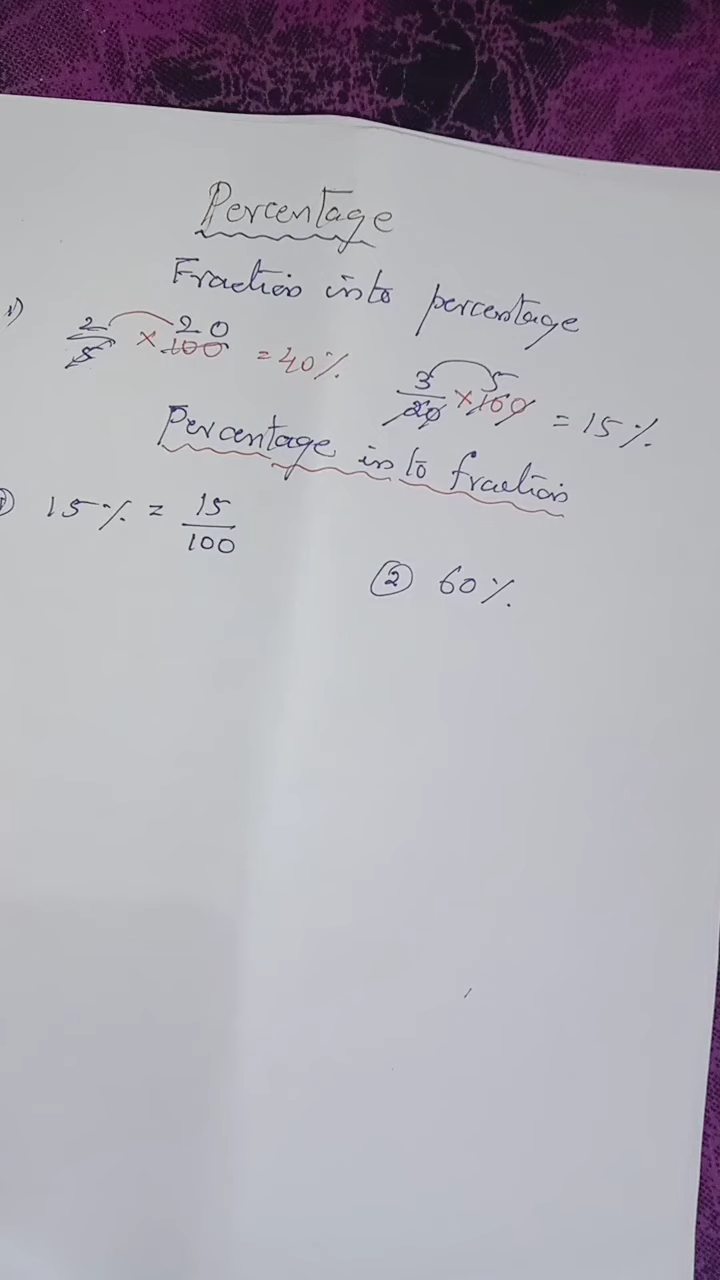 Percentage
Fraction into percentage
1) 2/5 × 100 20 = 40%
3/20 × 100 5 = 15%
Percentage into fraction
① 15% = 15/100
② 60%